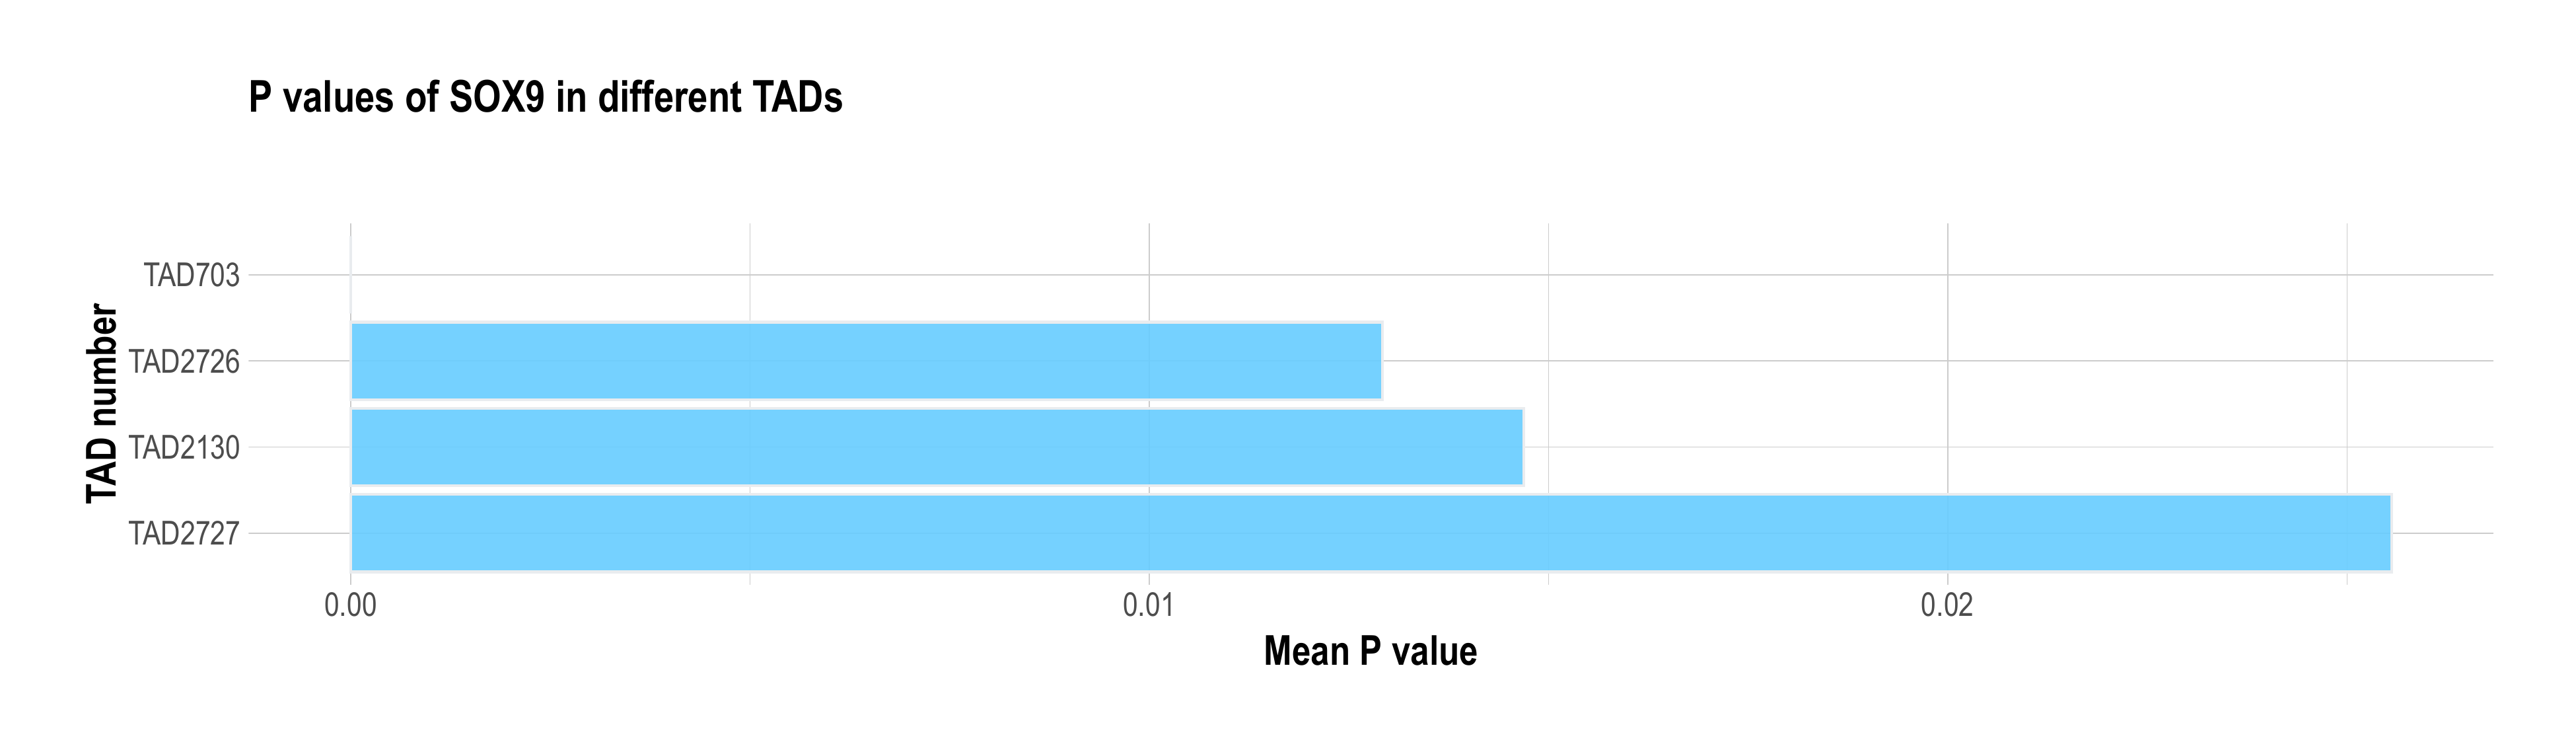 P values of SOX9 in different TADs
TAD number
TAD703
TAD2726
TAD2130
TAD2727
0.00
0.01
0.02
Mean P value